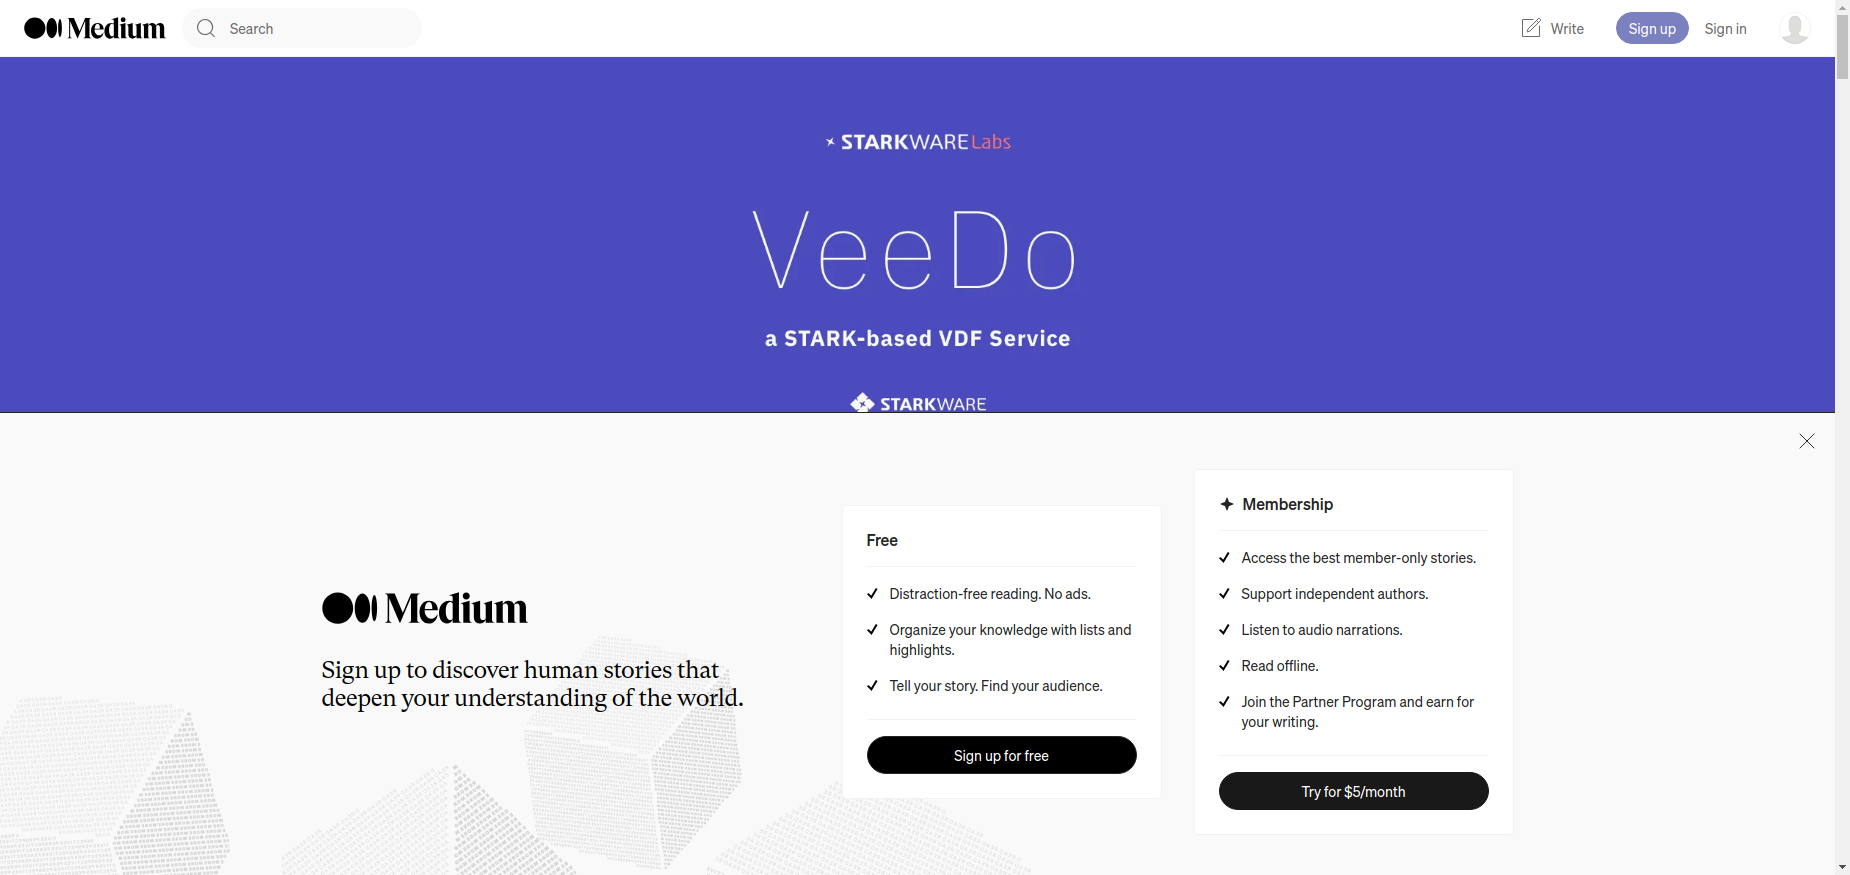 Medium
Search
Write
Sign up
Sign in
STARKWARE Labs
VeeDo
a STARK-based VDF Service
STARKWARE
Medium
Sign up to discover human stories that
deepen your understanding of the world.
Free
Distraction-free reading. No ads.
Organize your knowledge with lists and
highlights.
Tell your story. Find your audience.
Sign up for free
Membership
Access the best member-only stories.
Support independent authors.
Listen to audio narrations.
Read offline.
Join the Partner Program and earn for
your writing.
Try for $5/month